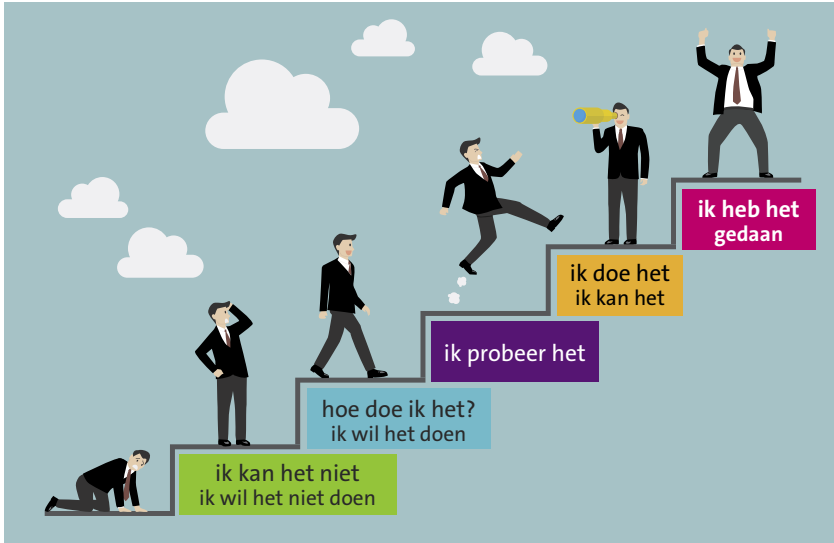 ik heb het
gedaan
ik doe het
ik kan het
ik probeer het
hoe doe ik het?
ik wil het doen
ik kan het niet
ik wil het niet doen